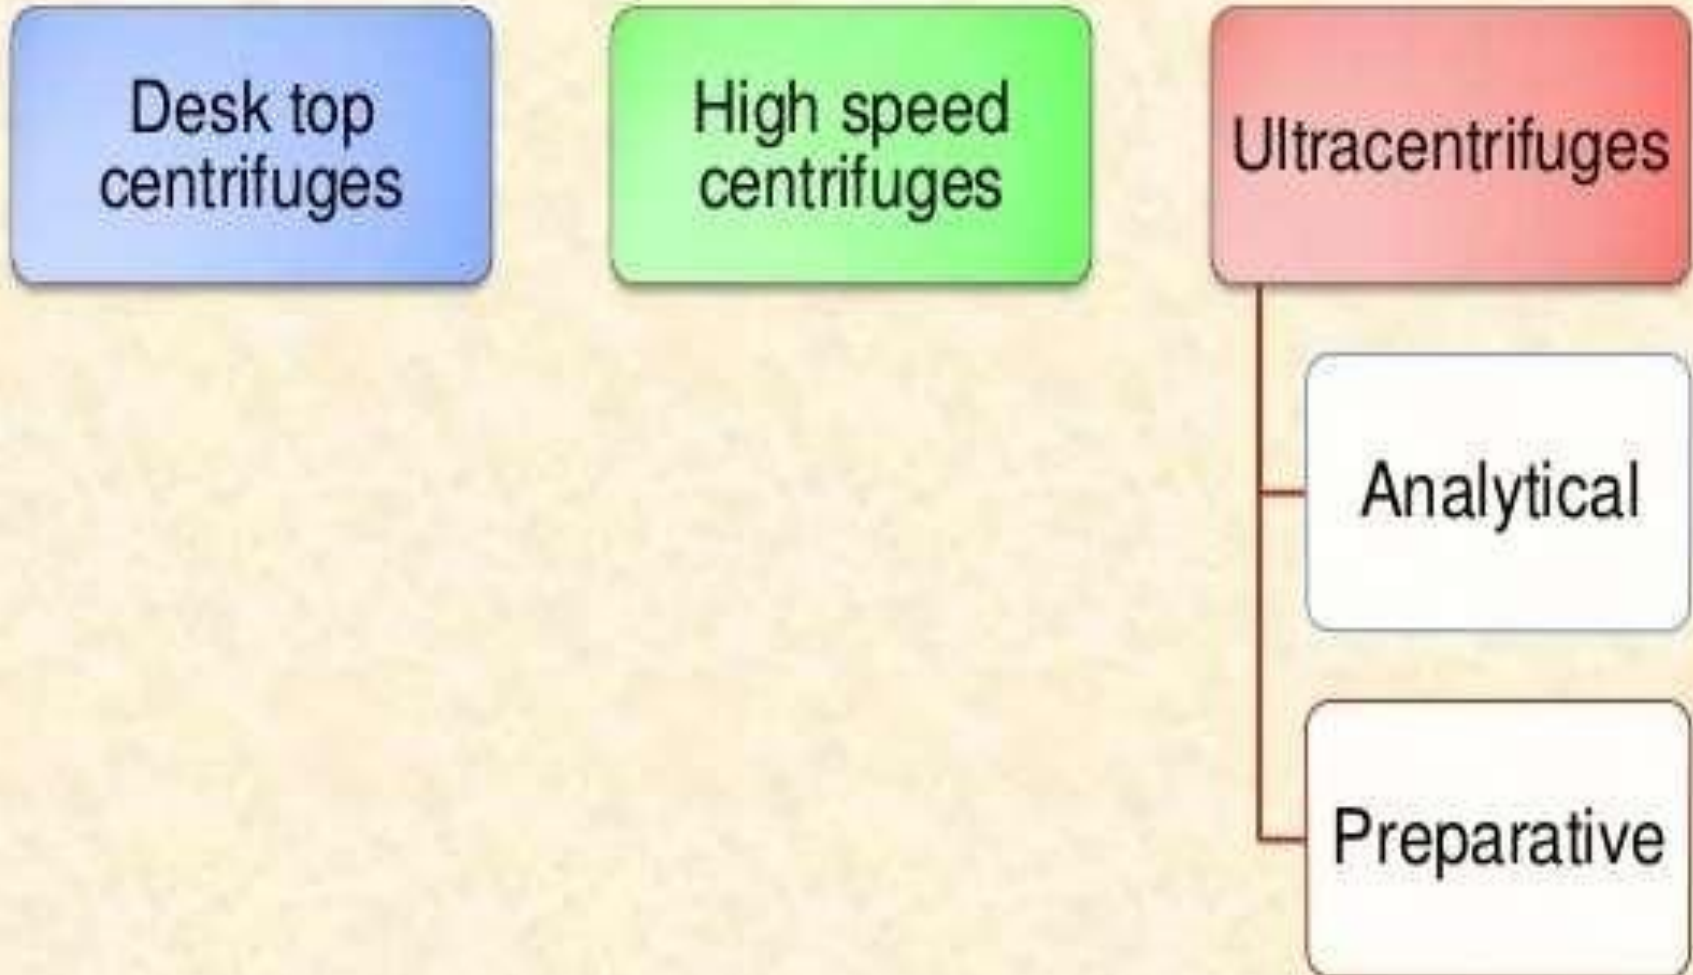 Desk top
centrifuges
High speed
centrifuges
Ultracentrifuges
Analytical
Preparative